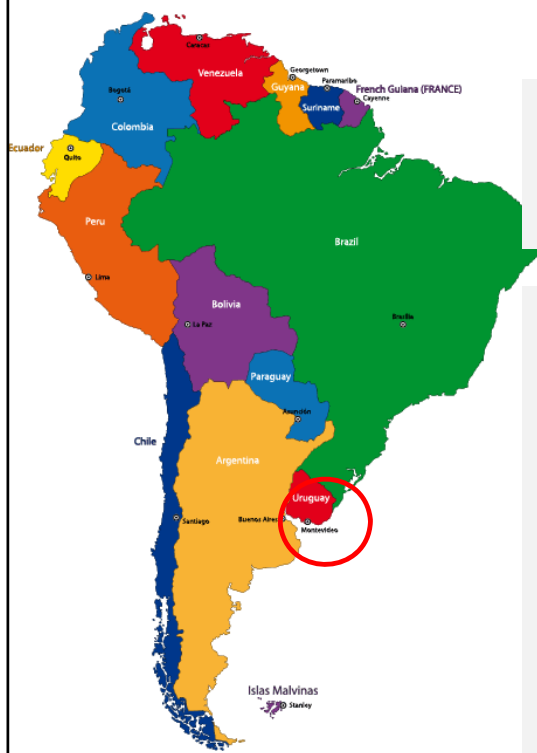 Caracas
Venezuela
Georgetown
Paramaribo
Guyana
French Guiana (FRANCE)
Bogotá
Cayenne
Suriname
Colombia
Ecuador
Quito
Peru
Brazil
Lima
Bolivia
La Paz
Brasilia
Paraguay
Asunción
Chile
Argentina
Uruguay
Buenos Aires
Santiago
Montevideo
Islas Malvinas
Stanley